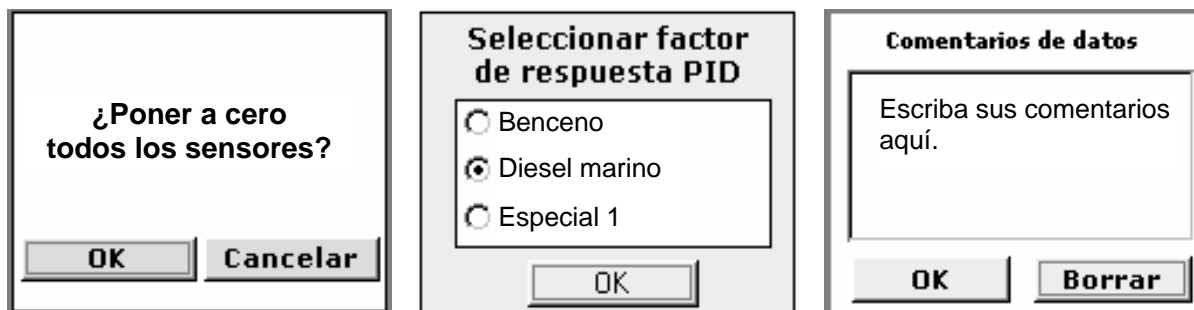 ¿Poner a cero
todos los sensores?
OK
Cancelar
Seleccionar factor
de respuesta PID
Benceno
Diesel marino
Especial 1
OK
Comentarios de datos
Escriba sus comentarios
aquí.
OK
Borrar